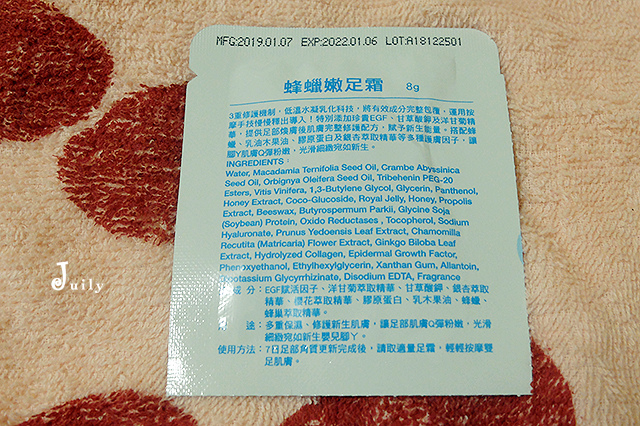 MFG:2019.01.07 EXP:2022.01.06 LOT:A18122501
蜂蠟嫩足霜 8g
3重修護機制，低溫水凝乳化科技，將有效成分完整包覆，運用按
摩手技慢慢釋出導入！特別添加珍貴EGF、甘草酸鉀及洋甘菊精
華，提供足部煥膚後肌膚完整修護配方，賦予新生能量。搭配蜂
蠟、乳油木果油、膠原蛋白及銀杏萃取精華等多種護膚因子，讓
腳丫肌膚Q彈粉嫩，光滑細緻宛如新生。
INGREDIENTS：
Water, Macadamia Ternifolia Seed Oil, Crambe Abyssinica
Seed Oil, Orbignya Oleifera Seed Oil, Tribehenin PEG-20
Esters, Vitis Vinifera, 1,3-Butylene Glycol, Glycerin, Panthenol,
Honey Extract, Coco-Glucoside, Royal Jelly, Honey, Propolis
Extract, Beeswax, Butyrospermum Parkii, Glycine Soja
(Soybean) Protein , Oxido Reductases , Tocopherol, Sodium
Hyaluronate, Prunus Yedoensis Leaf Extract, Chamomilla
Recutita (Matricaria) Flower Extract, Ginkgo Biloba Leaf
Extract, Hydrolyzed Collagen, Epidermal Growth Factor,
Phenoxyethanol, Ethylhexylglycerin, Xanthan Gum, Allantoin,
Dipotassium Glycyrrhizinate, Disodium EDTA, Fragrance
成 分：EGF賦活因子、洋甘菊萃取精華、甘草酸鉀、銀杏萃取
精華、櫻花萃取精華、膠原蛋白、乳木果油、蜂蠟、
蜂巢萃取精華。
途：多重保濕、修護新生肌膚，讓足部肌膚Q彈粉嫩，光滑
細緻宛如新生嬰兒腳丫。
使用方法：7日足部角質更新完成後，請取適量足霜，輕輕按摩雙
足肌膚。
Juily